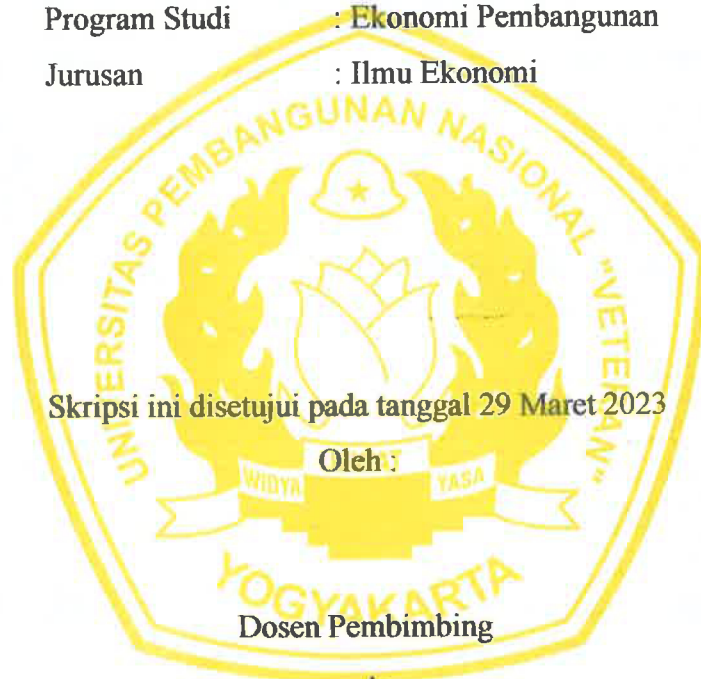 Program Studi : Ekonomi Pembangunan
Jurusan : Ilmu Ekonomi
UNIVERSITAS PEMBANGUNAN NASIONAL "VETERAN"
Skripsi ini disetujui pada tanggal 29 Maret 2023
Oleh :
WIDYA YASA
YOGYAKARTA
Dosen Pembimbing